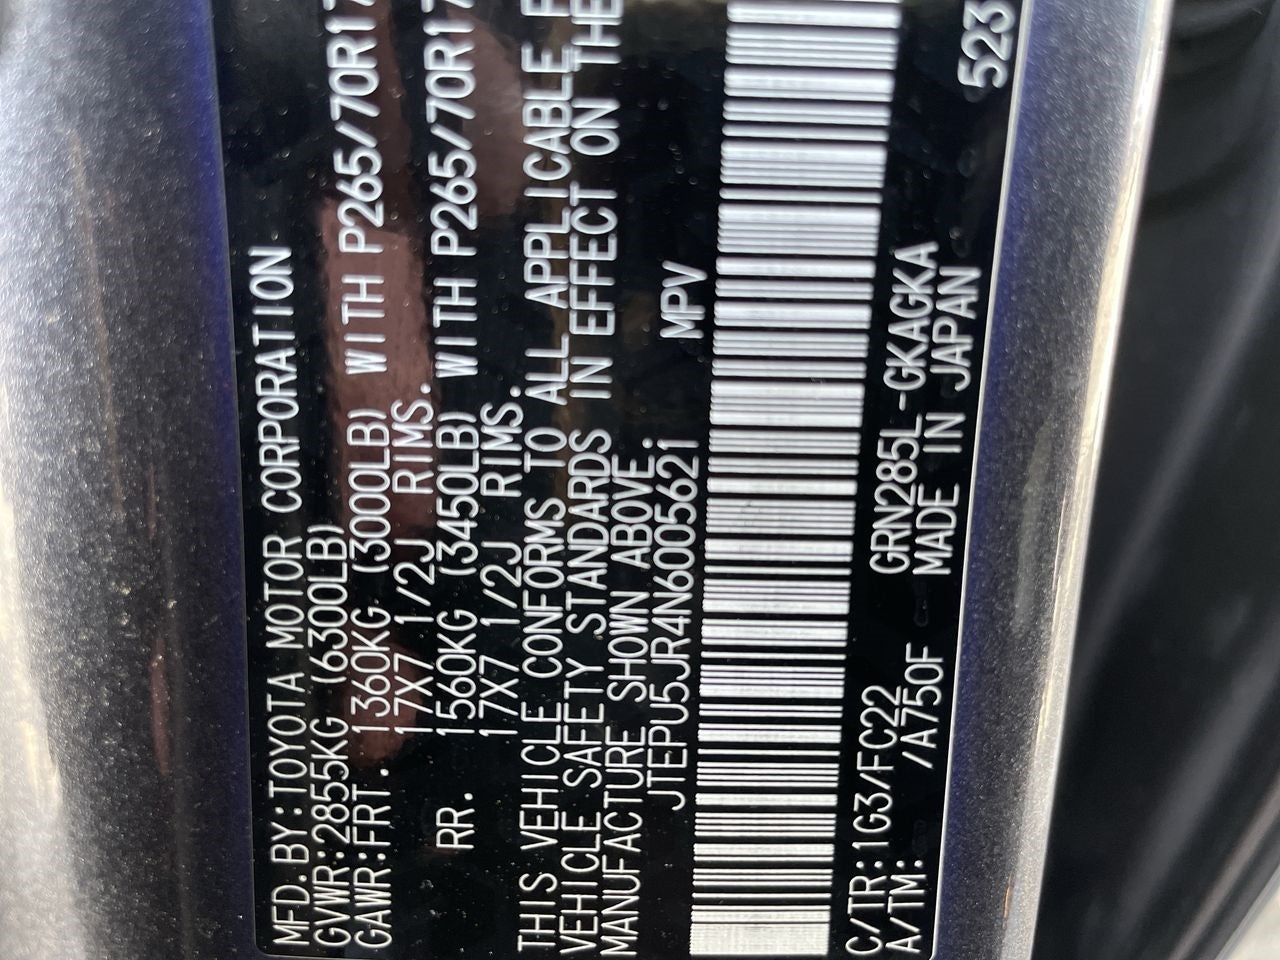 MFD.BY:TOYOTA MOTOR CORPORATION
GVWR:2855KG (6300LB)
GAWR:FRT. 1360KG (3000LB) WITH P265/70R17
17X7 1/2J RIMS.
RR. 1560KG (3450LB) WITH P265/70R17
17X7 1/2J RIMS.
THIS VEHICLE CONFORMS TO ALL APPLICABLE F
VEHICLE SAFETY STANDARDS IN EFFECT ON THE
MANUFACTURE SHOWN ABOVE.
JTEPU5JR4N6005621 MPV
C/TR:1G3/FC22 GRN285L-GKAGKA
A/TM: /A750F MADE IN JAPAN 523